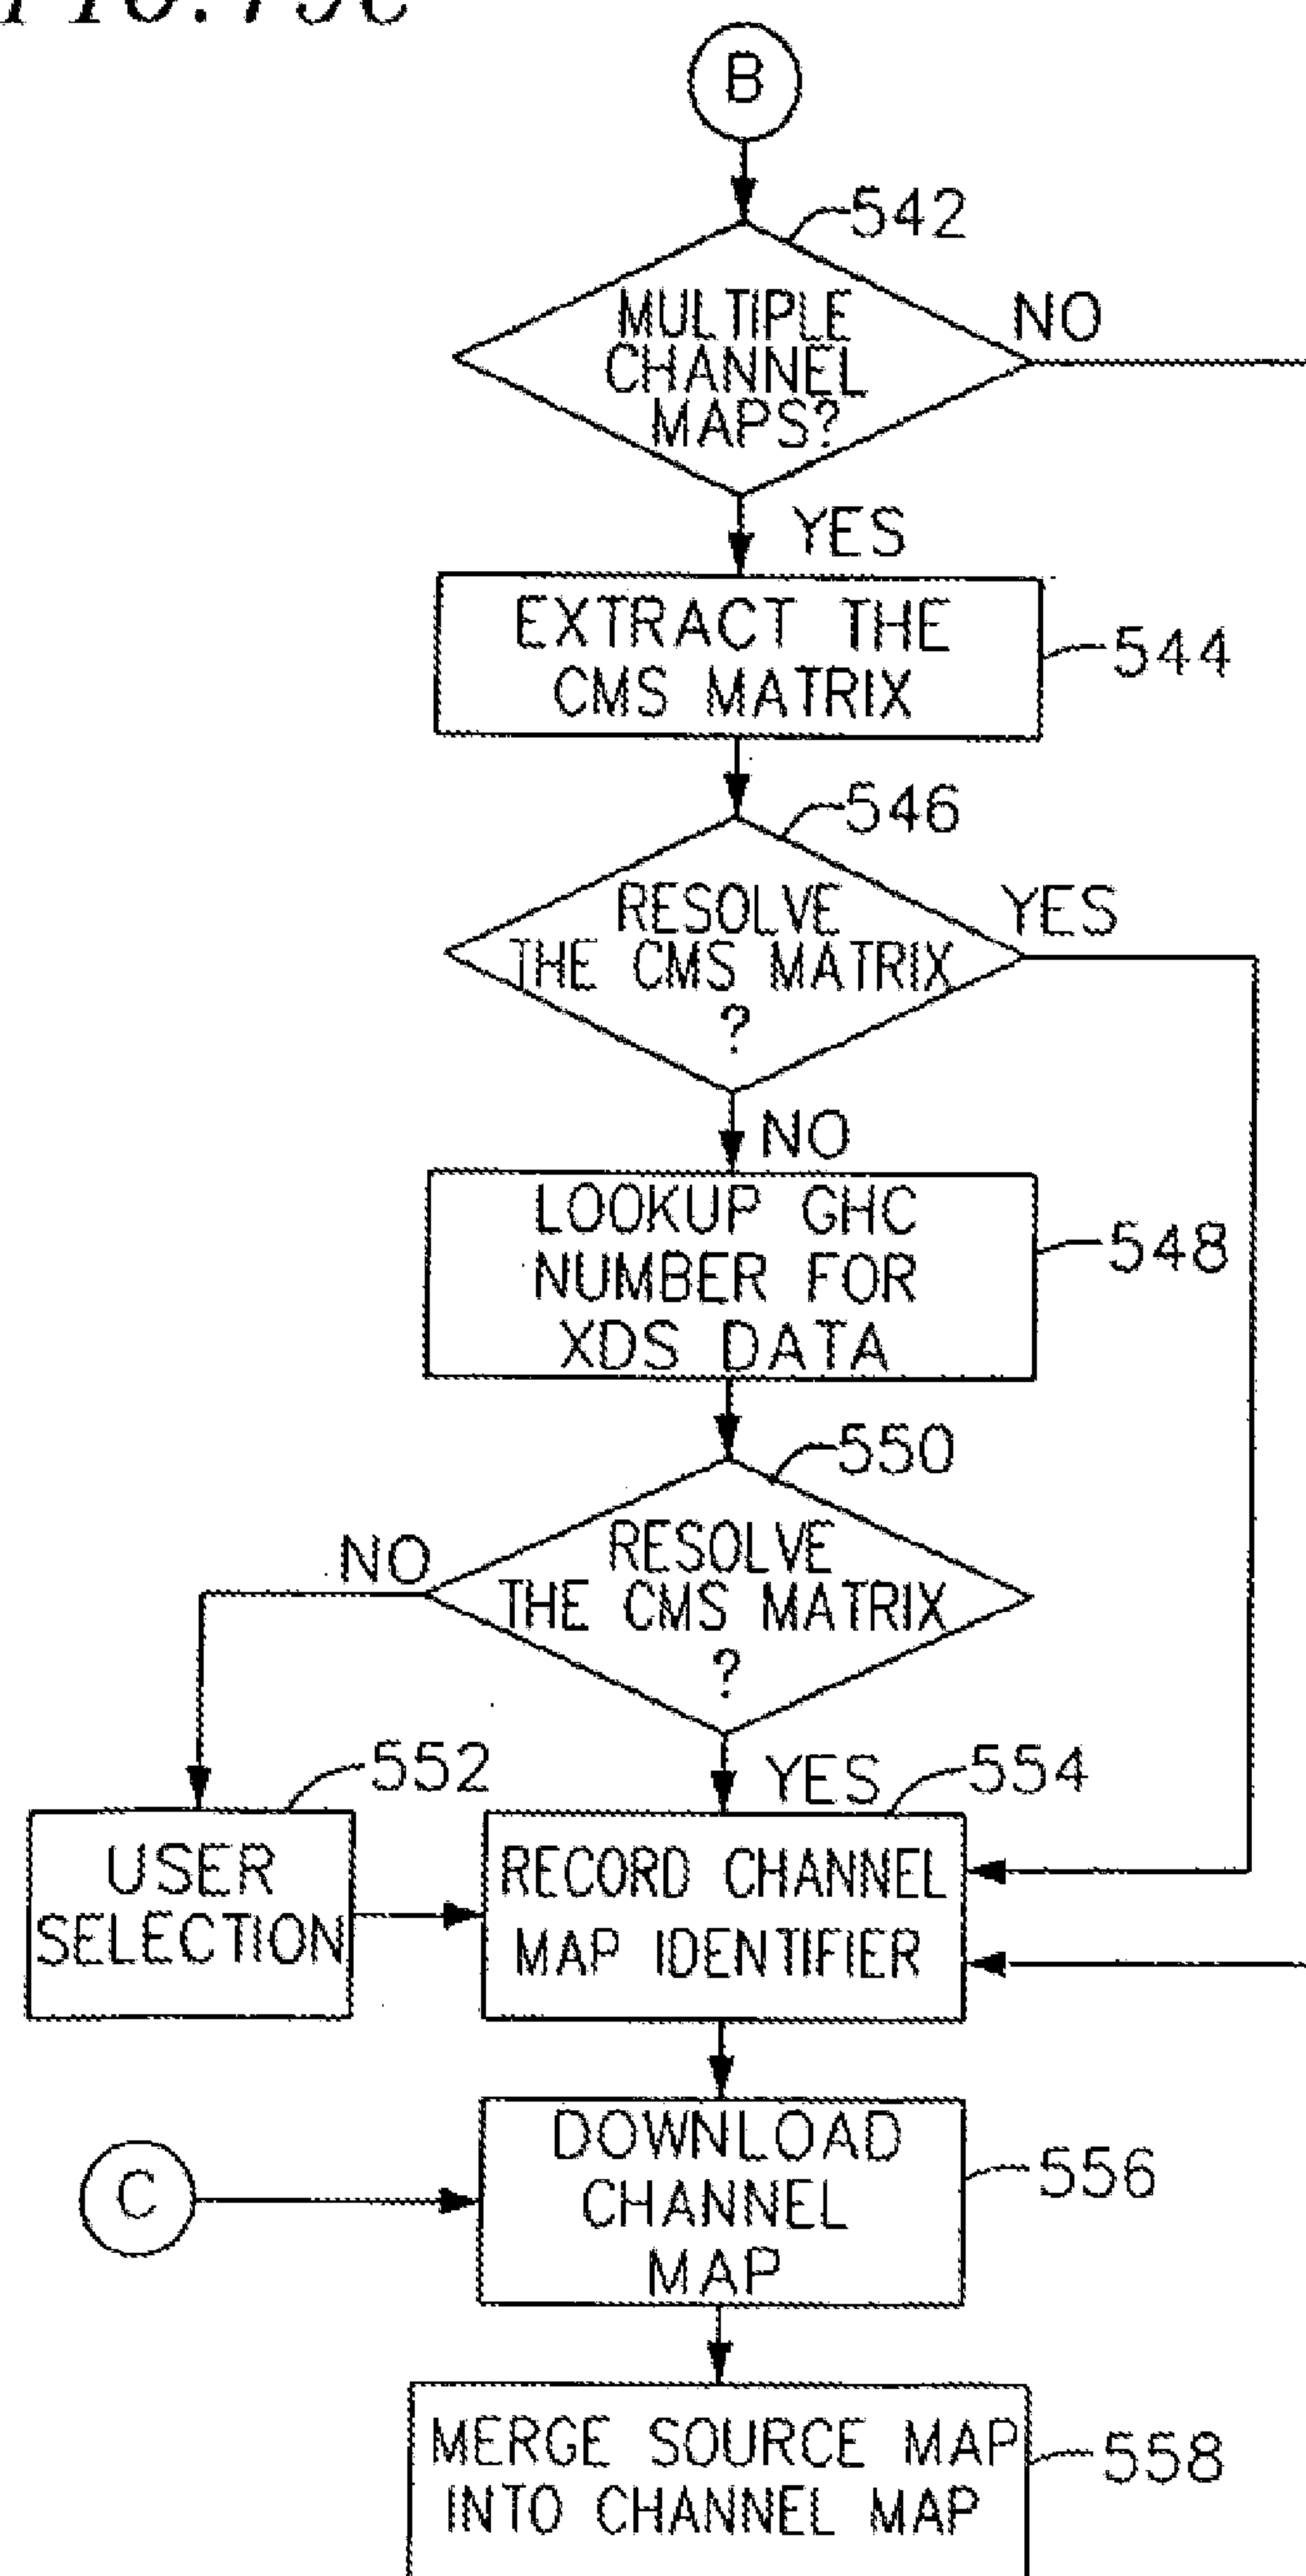 B
542
MULTIPLE
CHANNEL
MAPS?
NO
YES
EXTRACT THE
CMS MATRIX
544
546
RESOLVE
THE CMS MATRIX
?
YES
NO
LOOKUP GHC
NUMBER FOR
XDS DATA
548
550
RESOLVE
THE CMS MATRIX
?
NO
YES
552
USER
SELECTION
554
RECORD CHANNEL
MAP IDENTIFIER
C
DOWNLOAD
CHANNEL
MAP
556
MERGE SOURCE MAP
INTO CHANNEL MAP
558